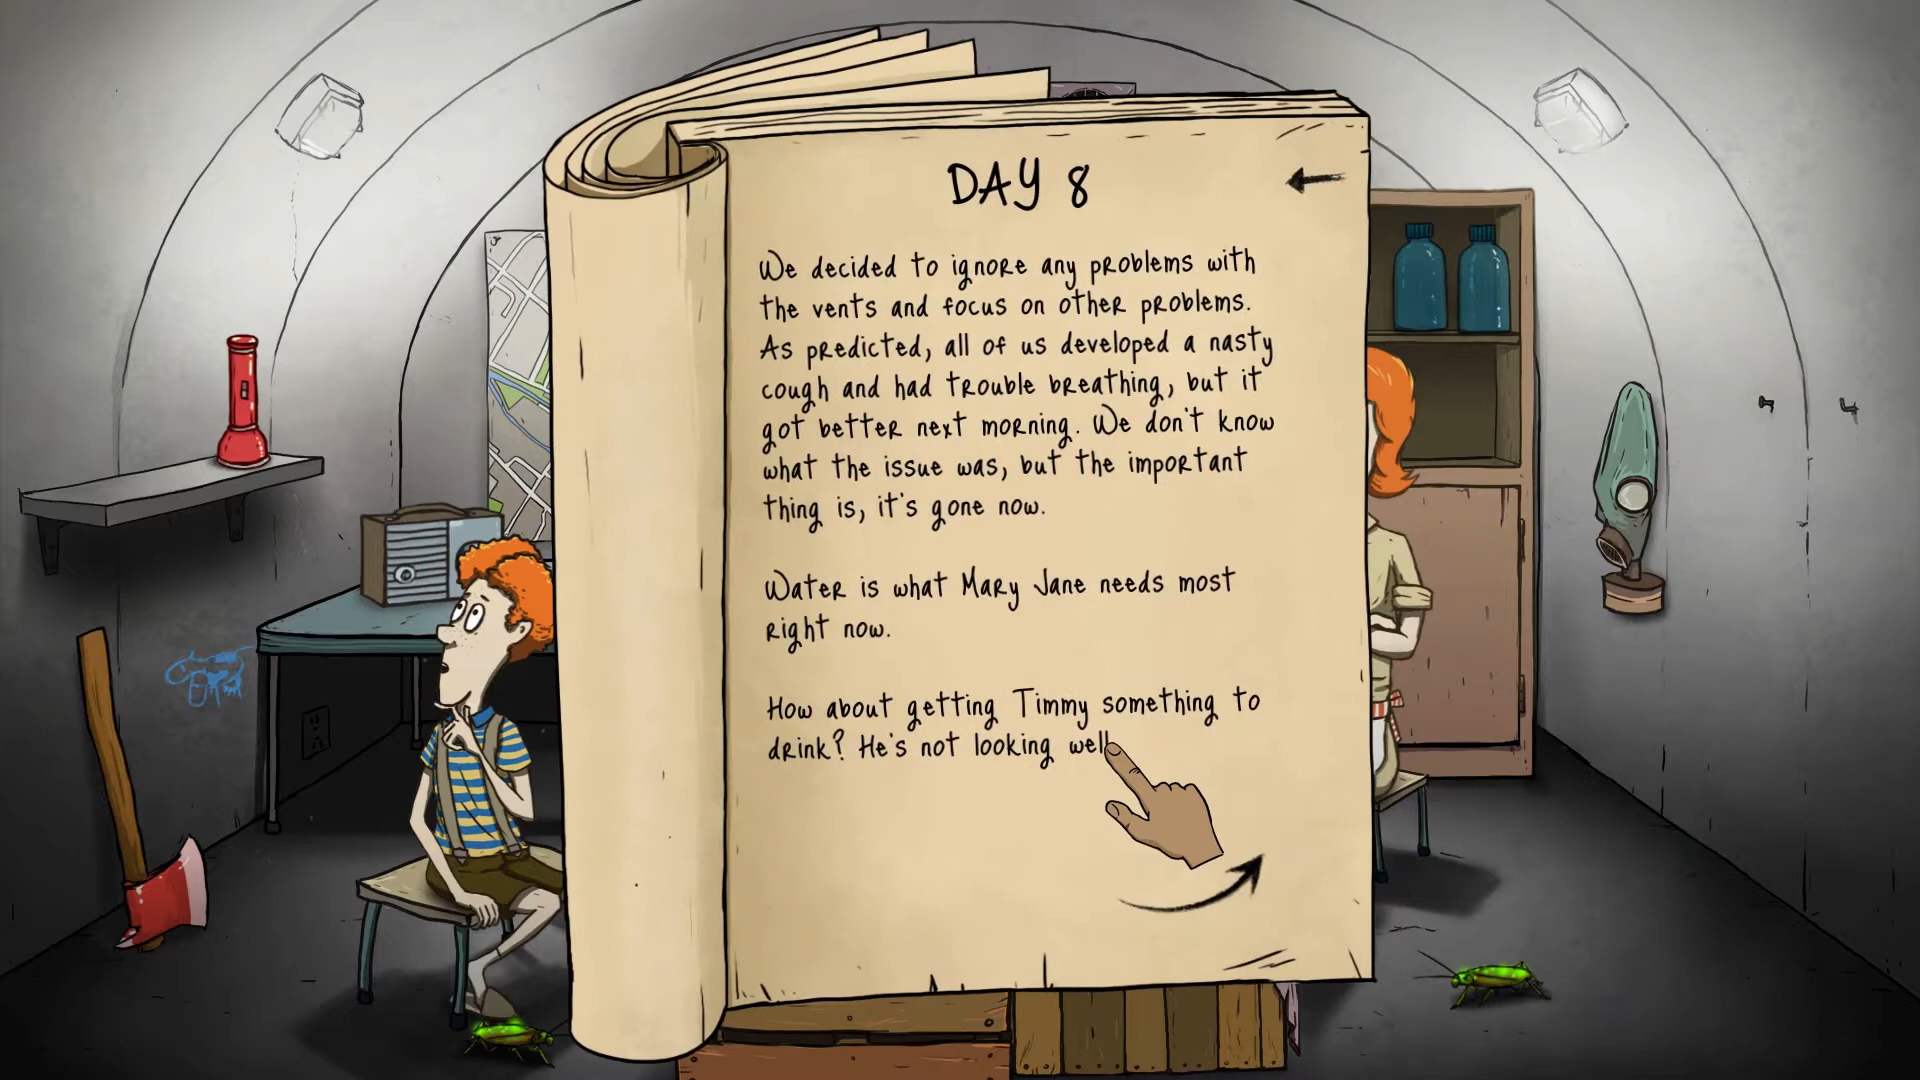 DAY 8
We decided to ignore any problems with
the vents and focus on other problems.
As predicted, all of us developed a nasty
cough and had trouble breathing, but it
got better next morning. We don't know
what the issue was, but the important
thing is, it's gone now.
Water is what Mary Jane needs most
right now.
How about getting Timmy something to
drink? He's not looking well